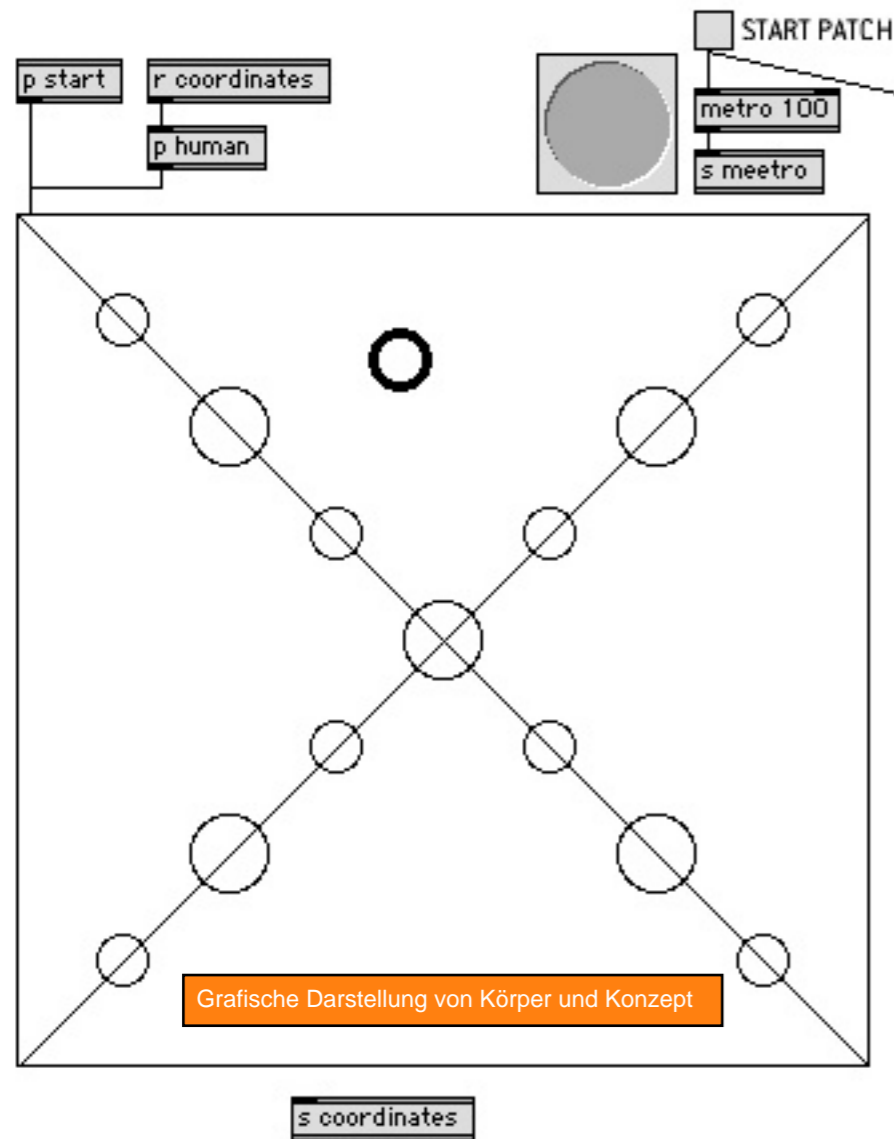 START PATCH
p start
r coordinates
metro 100
p human
s meetro
Grafische Darstellung von Körper und Konzept
s coordinates